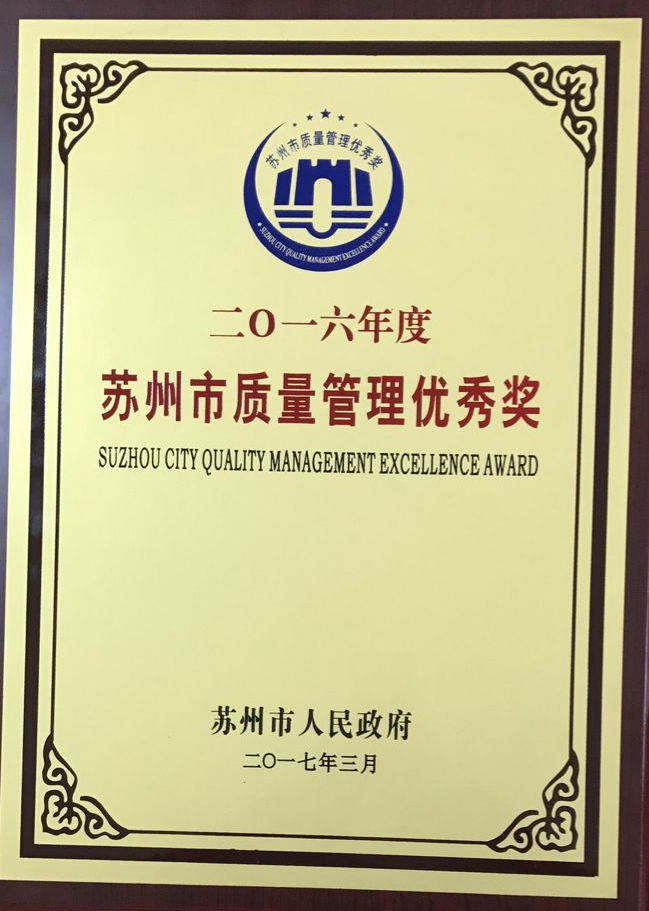 苏州市质量管理优秀奖
SUZHOU CITY QUALITY MANAGEMENT EXCELLENCE AWARD
二〇一六年度
苏州市质量管理优秀奖
SUZHOU CITY QUALITY MANAGEMENT EXCELLENCE AWARD
苏州市人民政府
二〇一七年三月